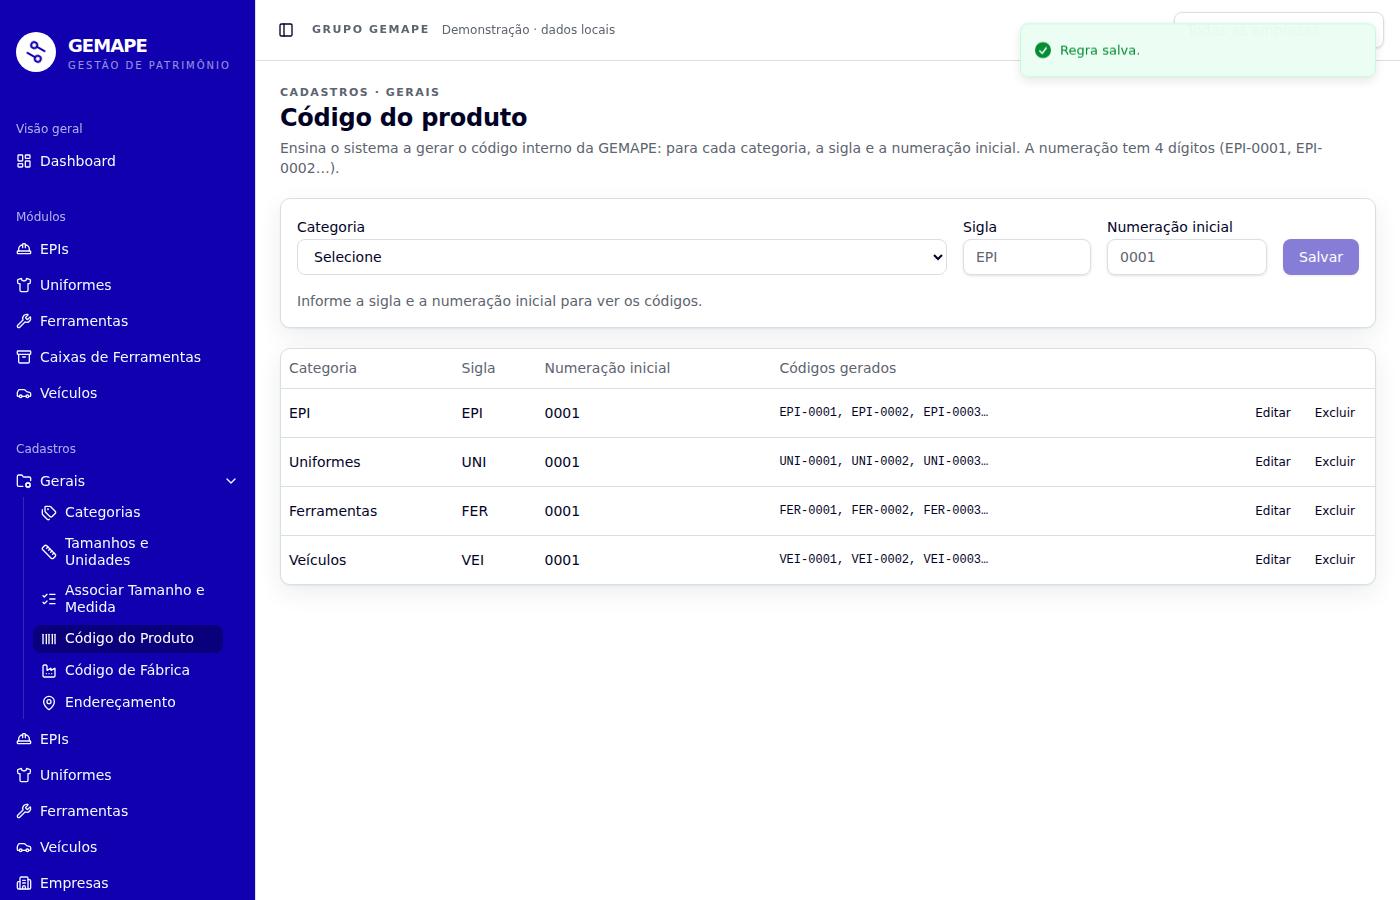 GEMAPE
GESTÃO DE PATRIMÔNIO
Visão geral
Dashboard
Módulos
EPIs
Uniformes
Ferramentas
Caixas de Ferramentas
Veículos
Cadastros
Gerais
Categorias
Tamanhos e
Unidades
Associar Tamanho e
Medida
Código do Produto
Código de Fábrica
Endereçamento
EPIs
Uniformes
Ferramentas
Veículos
Empresas
GRUPO GEMAPE Demonstração · dados locais
Regra salva.
CADASTROS · GERAIS
Código do produto
Ensina o sistema a gerar o código interno da GEMAPE: para cada categoria, a sigla e a numeração inicial. A numeração tem 4 dígitos (EPI-0001, EPI-
0002…).
Categoria Sigla Numeração inicial
Selecione EPI 0001 Salvar
Informe a sigla e a numeração inicial para ver os códigos.
Categoria Sigla Numeração inicial Códigos gerados
EPI EPI 0001 EPI-0001, EPI-0002, EPI-0003… Editar Excluir
Uniformes UNI 0001 UNI-0001, UNI-0002, UNI-0003… Editar Excluir
Ferramentas FER 0001 FER-0001, FER-0002, FER-0003… Editar Excluir
Veículos VEI 0001 VEI-0001, VEI-0002, VEI-0003… Editar Excluir